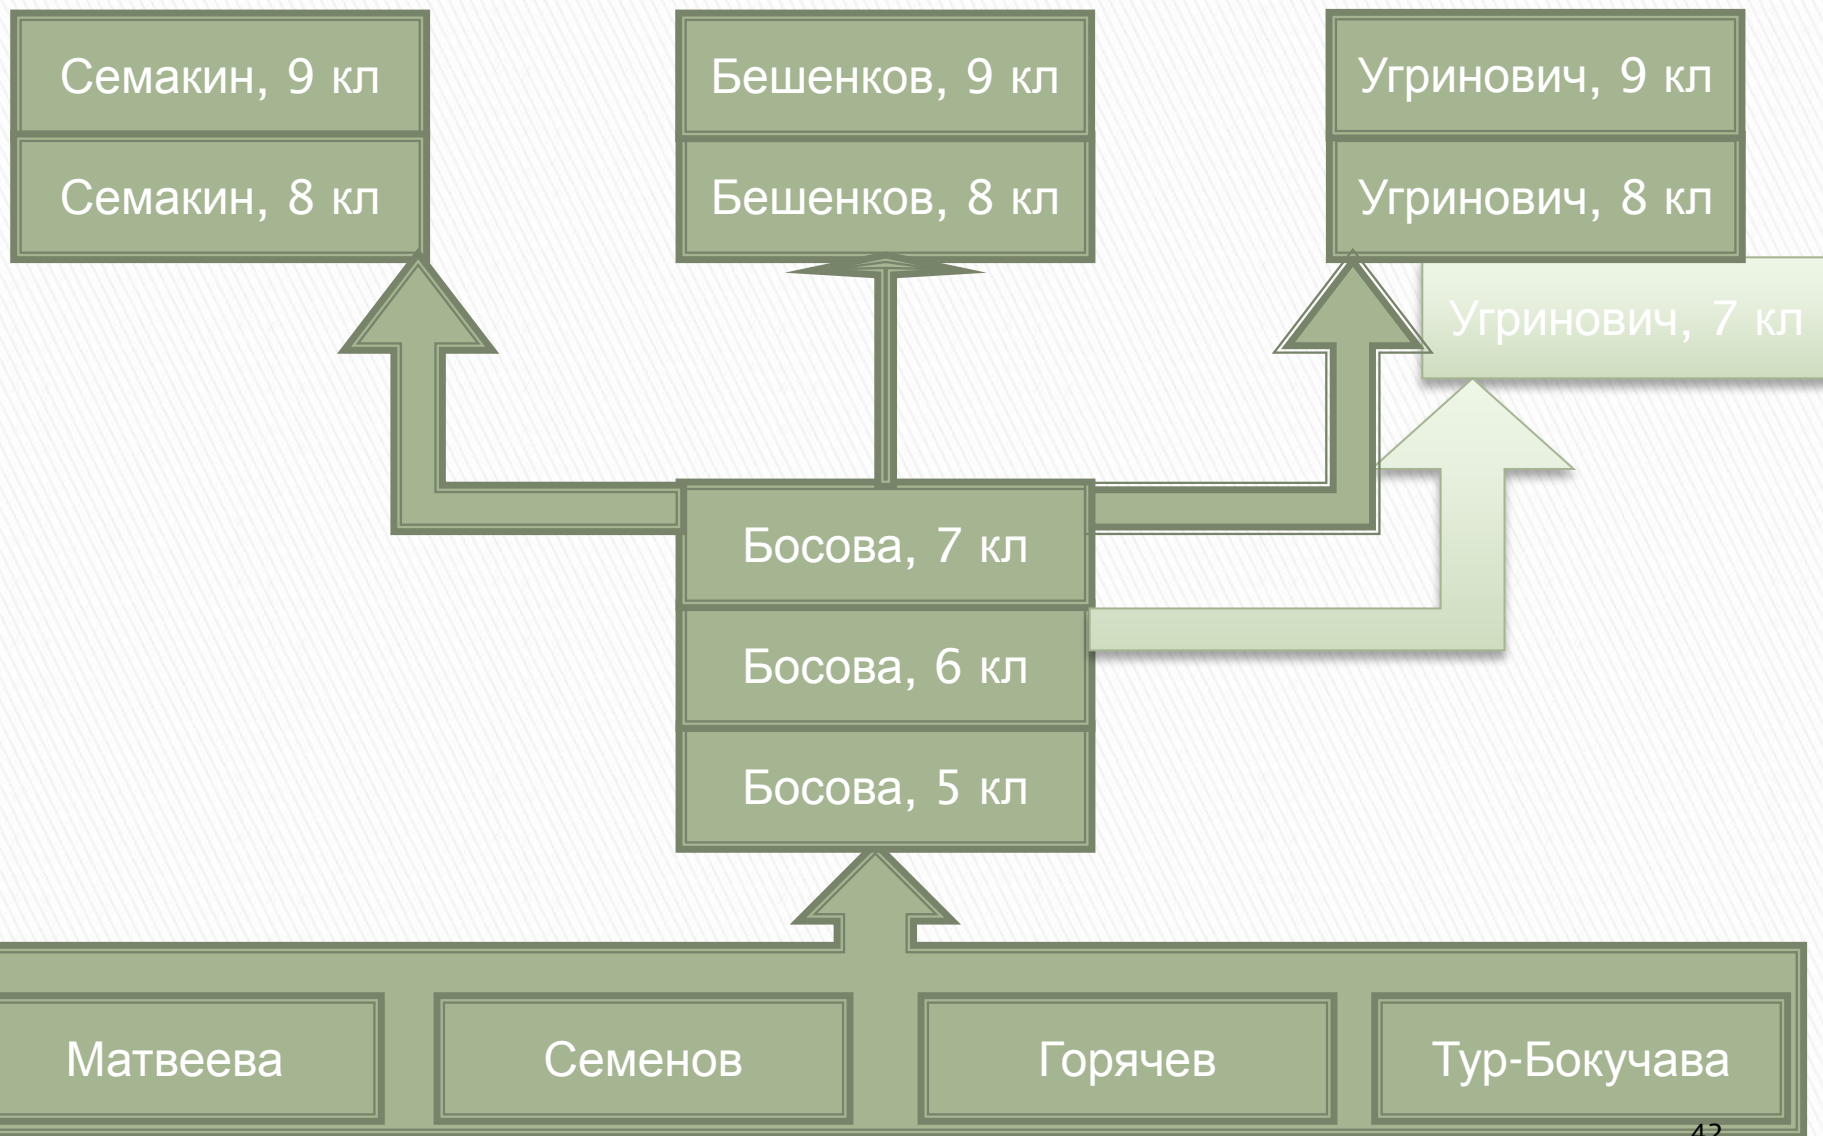 Семакин, 9 кл
Бешенков, 9 кл
Угринович, 9 кл
Семакин, 8 кл
Бешенков, 8 кл
Угринович, 8 кл
Угринович, 7 кл
Босова, 7 кл
Босова, 6 кл
Босова, 5 кл
Матвеева
Семенов
Горячев
Тур-Бокучава
42